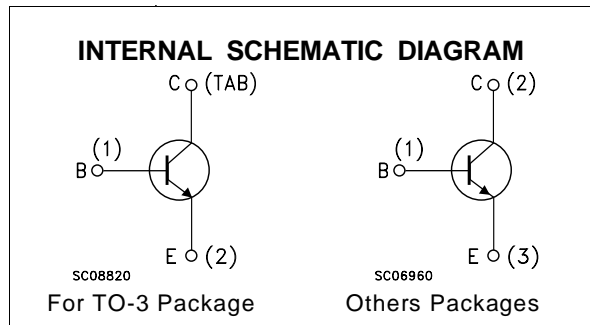 INTERNAL SCHEMATIC DIAGRAM
C (TAB)
C (2)
(1)
(1)
B
B
E (2)
E (3)
SC08820
SC06960
For TO-3 Package
Others Packages